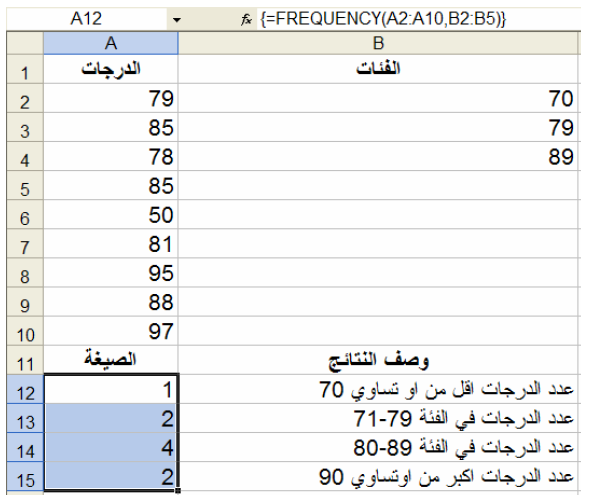 A12 fx {=FREQUENCY(A2:A10,B2:B5)}
A B
1 الدرجات الفئات
2 79 70
3 85 79
4 78 89
5 85
6 50
7 81
8 95
9 88
10 97
11 الصيغة وصف النتائج
12 1 عدد الدرجات اقل من او تساوي 70
13 2 عدد الدرجات في الفئة 79-71
14 4 عدد الدرجات في الفئة 89-80
15 2 عدد الدرجات اكبر من اوتساوي 90